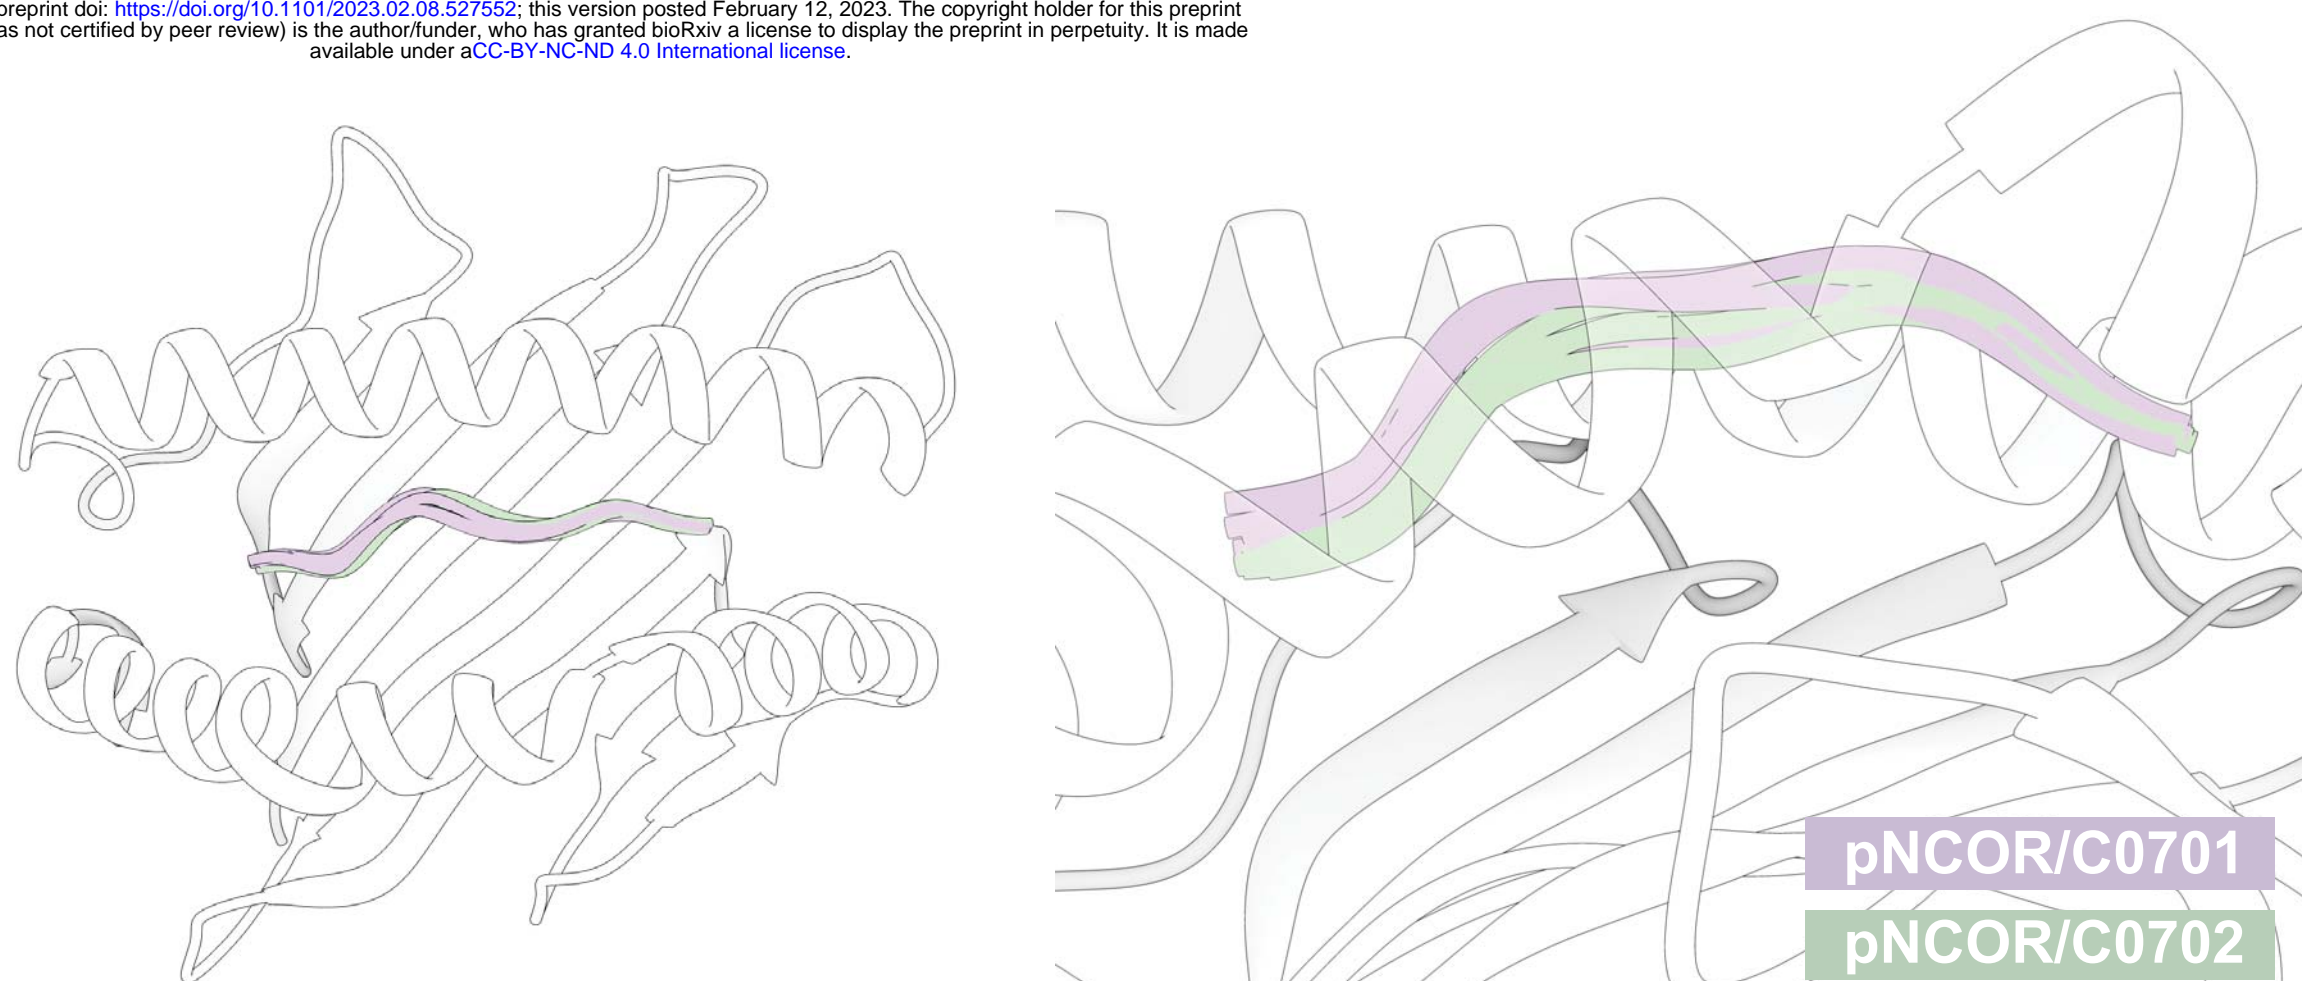 reprint doi: https://doi.org/10.1101/2023.02.08.527552; this version posted February 12, 2023. The copyright holder for this preprint
as not certified by peer review) is the author/funder, who has granted bioRxiv a license to display the preprint in perpetuity. It is made
available under aCC-BY-NC-ND 4.0 International license.
pNCOR/C0701
pNCOR/C0702